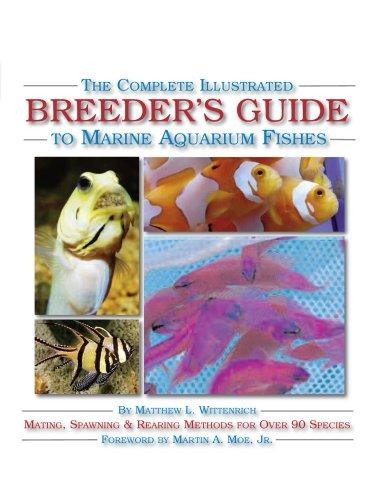 The Complete Illustrated
Breeder's Guide
to Marine Aquarium Fishes
By Matthew L. Wittenrich
Mating, Spawning & Rearing Methods for Over 90 Species
Foreword by Martin A. Moe, Jr.